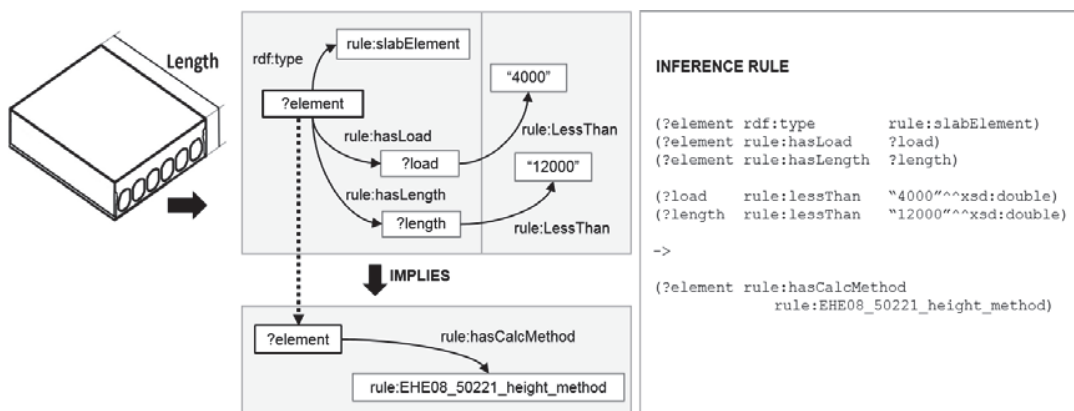 Length
rdf:type
rule:slabElement
?element
rule:hasLoad
?load
rule:hasLength
?length
"4000"
rule:LessThan
"12000"
rule:LessThan
IMPLIES
?element
rule:hasCalcMethod
rule:EHE08_50221_height_method
INFERENCE RULE
(?element rdf:type rule:slabElement)
(?element rule:hasLoad ?load)
(?element rule:hasLength ?length)
(?load rule:lessThan "4000"^^xsd:double)
(?length rule:lessThan "12000"^^xsd:double)
->
(?element rule:hasCalcMethod
rule:EHE08_50221_height_method)